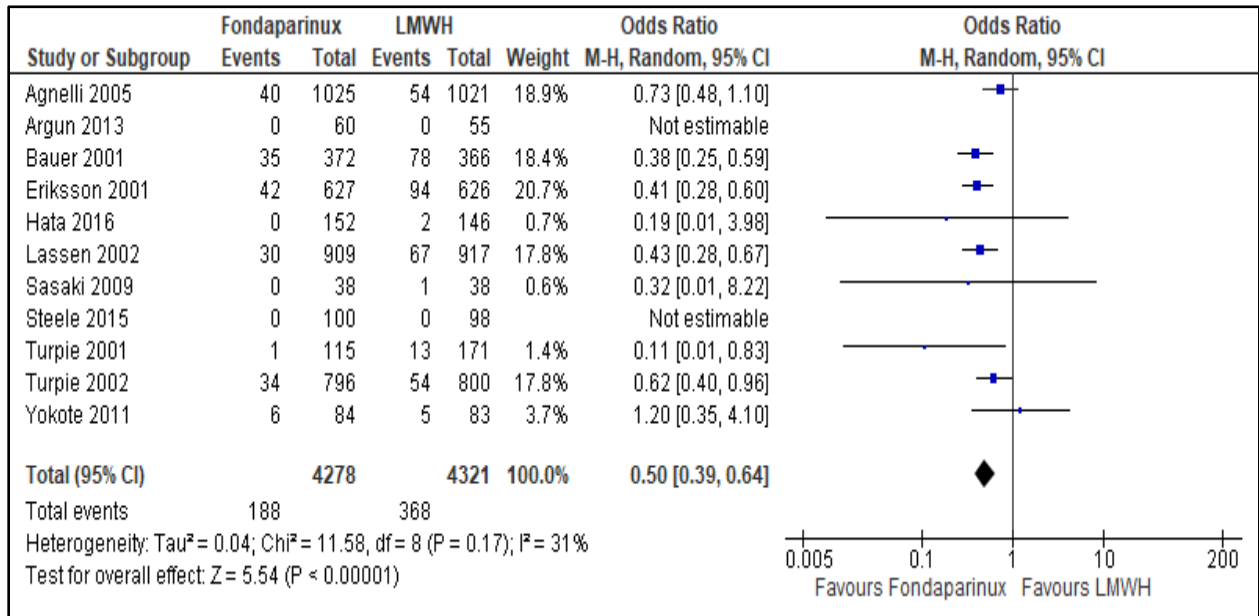 Fondaparinux LMWH Odds Ratio Odds Ratio
Study or Subgroup Events Total Events Total Weight M-H, Random, 95% CI M-H, Random, 95% CI
Agnelli 2005 40 1025 54 1021 18.9% 0.73 [0.48, 1.10]
Argun 2013 0 60 0 55 Not estimable
Bauer 2001 35 372 78 366 18.4% 0.38 [0.25, 0.59]
Eriksson 2001 42 627 94 626 20.7% 0.41 [0.28, 0.60]
Hata 2016 0 152 2 146 0.7% 0.19 [0.01, 3.98]
Lassen 2002 30 909 67 917 17.8% 0.43 [0.28, 0.67]
Sasaki 2009 0 38 1 38 0.6% 0.32 [0.01, 8.22]
Steele 2015 0 100 0 98 Not estimable
Turpie 2001 1 115 13 171 1.4% 0.11 [0.01, 0.83]
Turpie 2002 34 796 54 800 17.8% 0.62 [0.40, 0.96]
Yokote 2011 6 84 5 83 3.7% 1.20 [0.35, 4.10]
Total (95% CI) 4278 4321 100.0% 0.50 [0.39, 0.64]
Total events 188 368
Heterogeneity: Tau² = 0.04; Chi² = 11.58, df = 8 (P = 0.17); I² = 31%
Test for overall effect: Z = 5.54 (P < 0.00001)
0.005 0.1 1 10 200
Favours Fondaparinux Favours LMWH